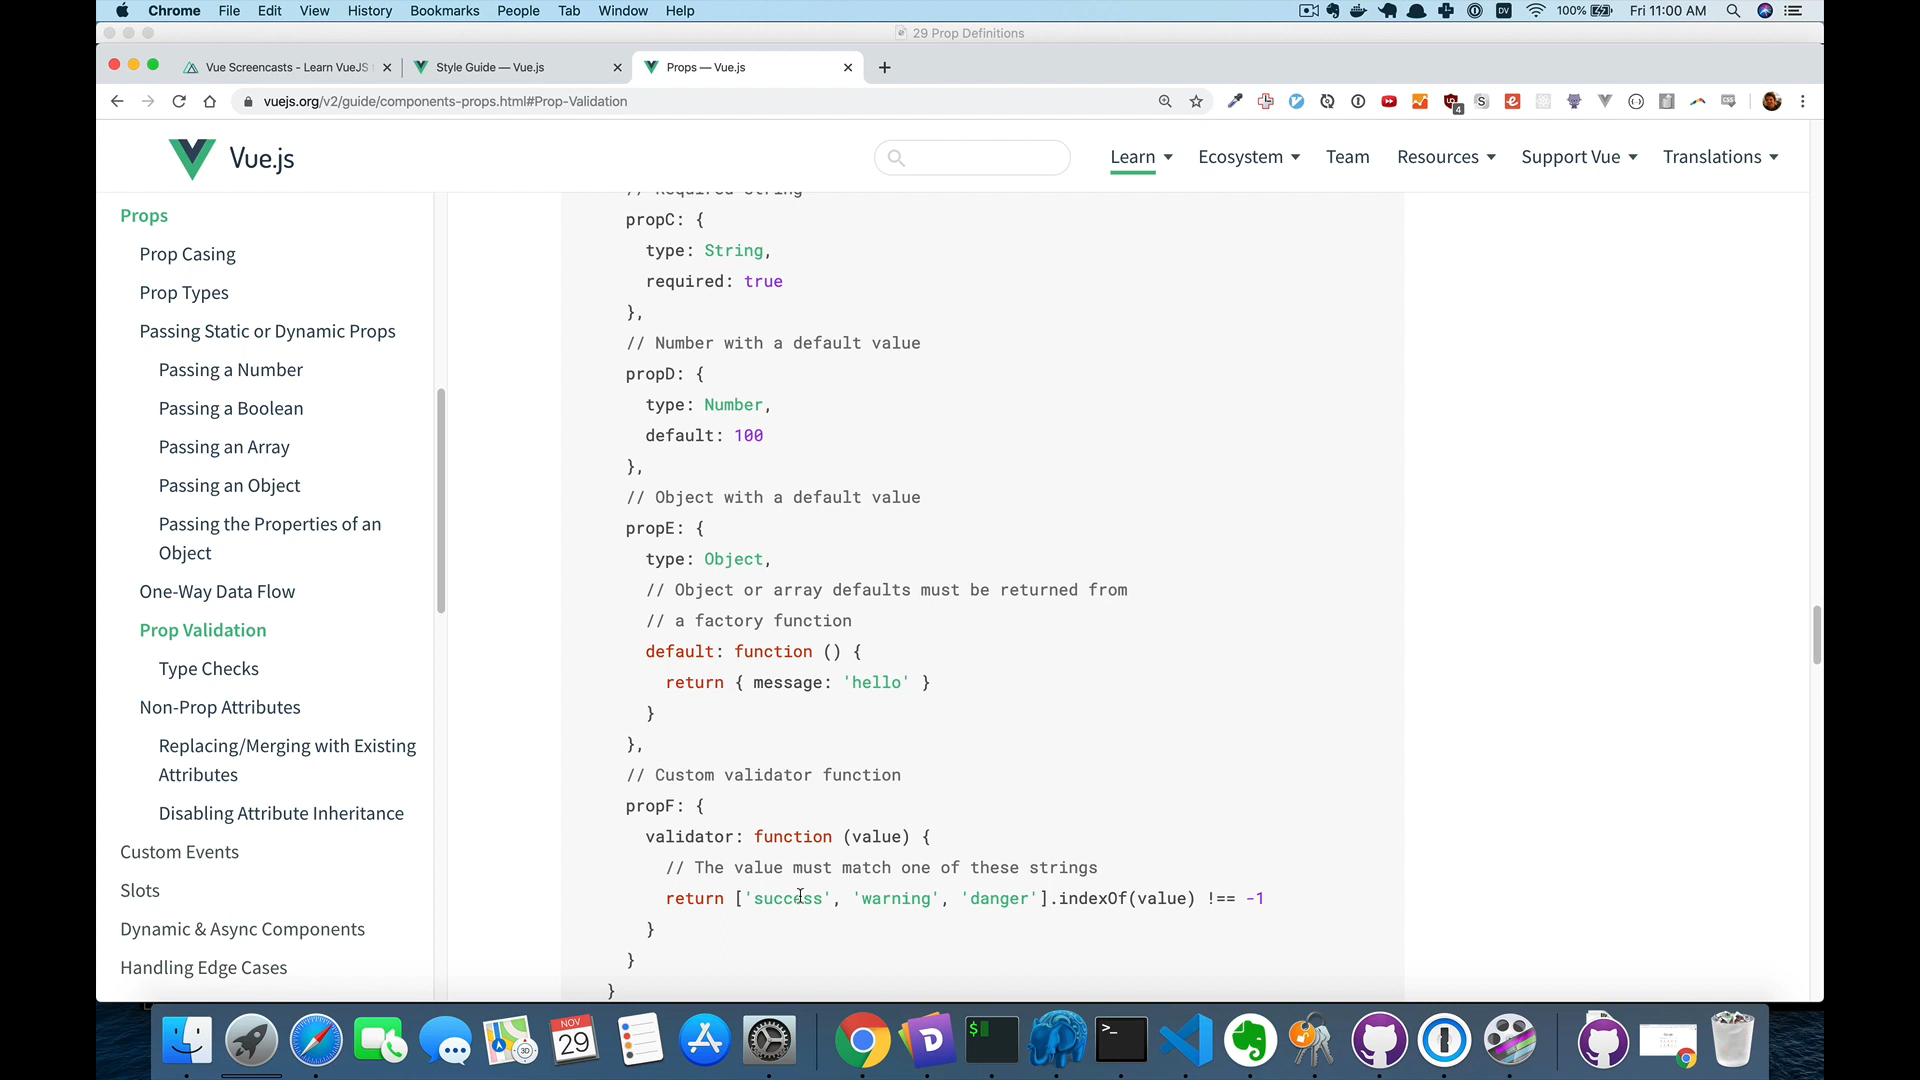 Chrome File Edit View History Bookmarks People Tab Window Help
100% Fri 11:00 AM
29 Prop Definitions
Vue Screencasts - Learn VueJS
Style Guide — Vue.js
Props — Vue.js
vuejs.org/v2/guide/components-props.html#Prop-Validation
Vue.js
Learn Ecosystem Team Resources Support Vue Translations
Props
Prop Casing
Prop Types
Passing Static or Dynamic Props
Passing a Number
Passing a Boolean
Passing an Array
Passing an Object
Passing the Properties of an
Object
One-Way Data Flow
Prop Validation
Type Checks
Non-Prop Attributes
Replacing/Merging with Existing
Attributes
Disabling Attribute Inheritance
Custom Events
Slots
Dynamic & Async Components
Handling Edge Cases
// Required string
propC: {
type: String,
required: true
},
// Number with a default value
propD: {
type: Number,
default: 100
},
// Object with a default value
propE: {
type: Object,
// Object or array defaults must be returned from
// a factory function
default: function () {
return { message: 'hello' }
}
},
// Custom validator function
propF: {
validator: function (value) {
// The value must match one of these strings
return ['success', 'warning', 'danger'].indexOf(value) !== -1
}
}
}
NOV
29